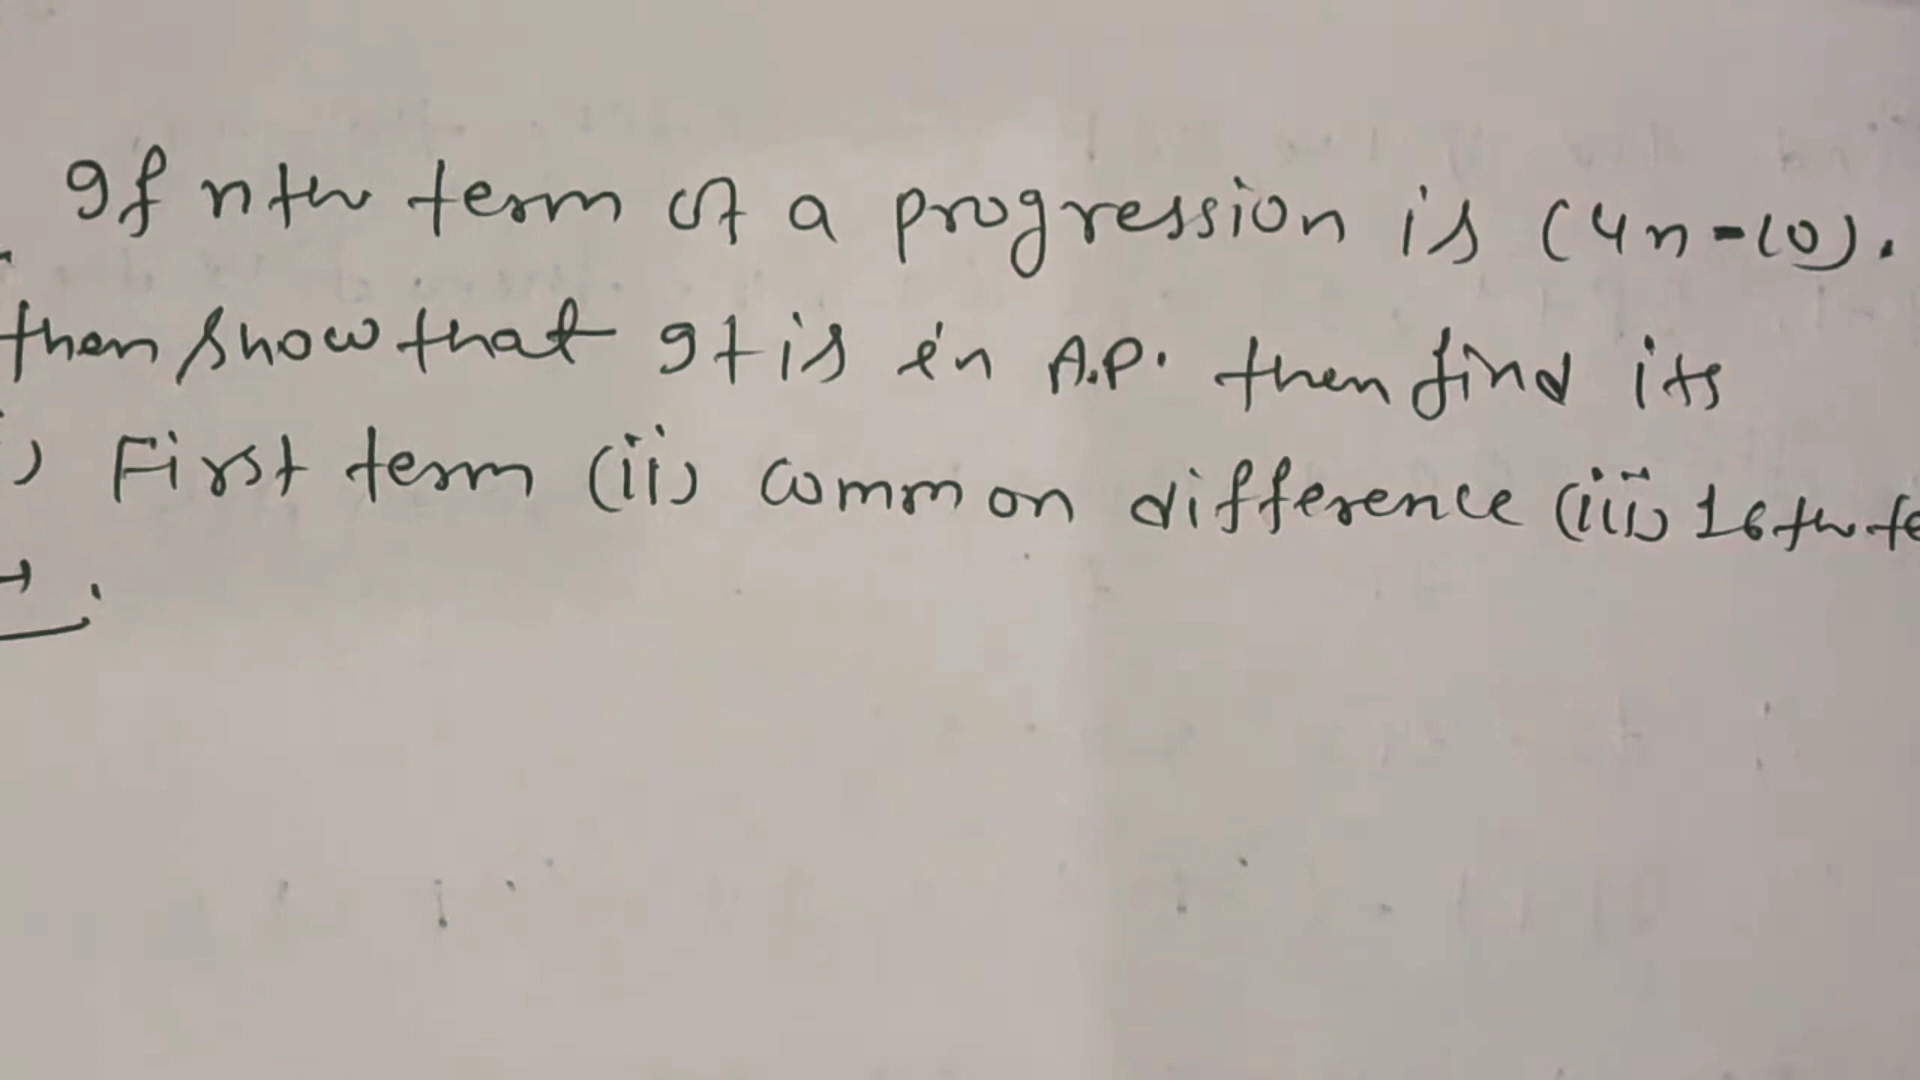 If nth term of a progression is (4n-10).
then show that It is in A.P. then find its
) First term (ii) common difference (iii) 16th te